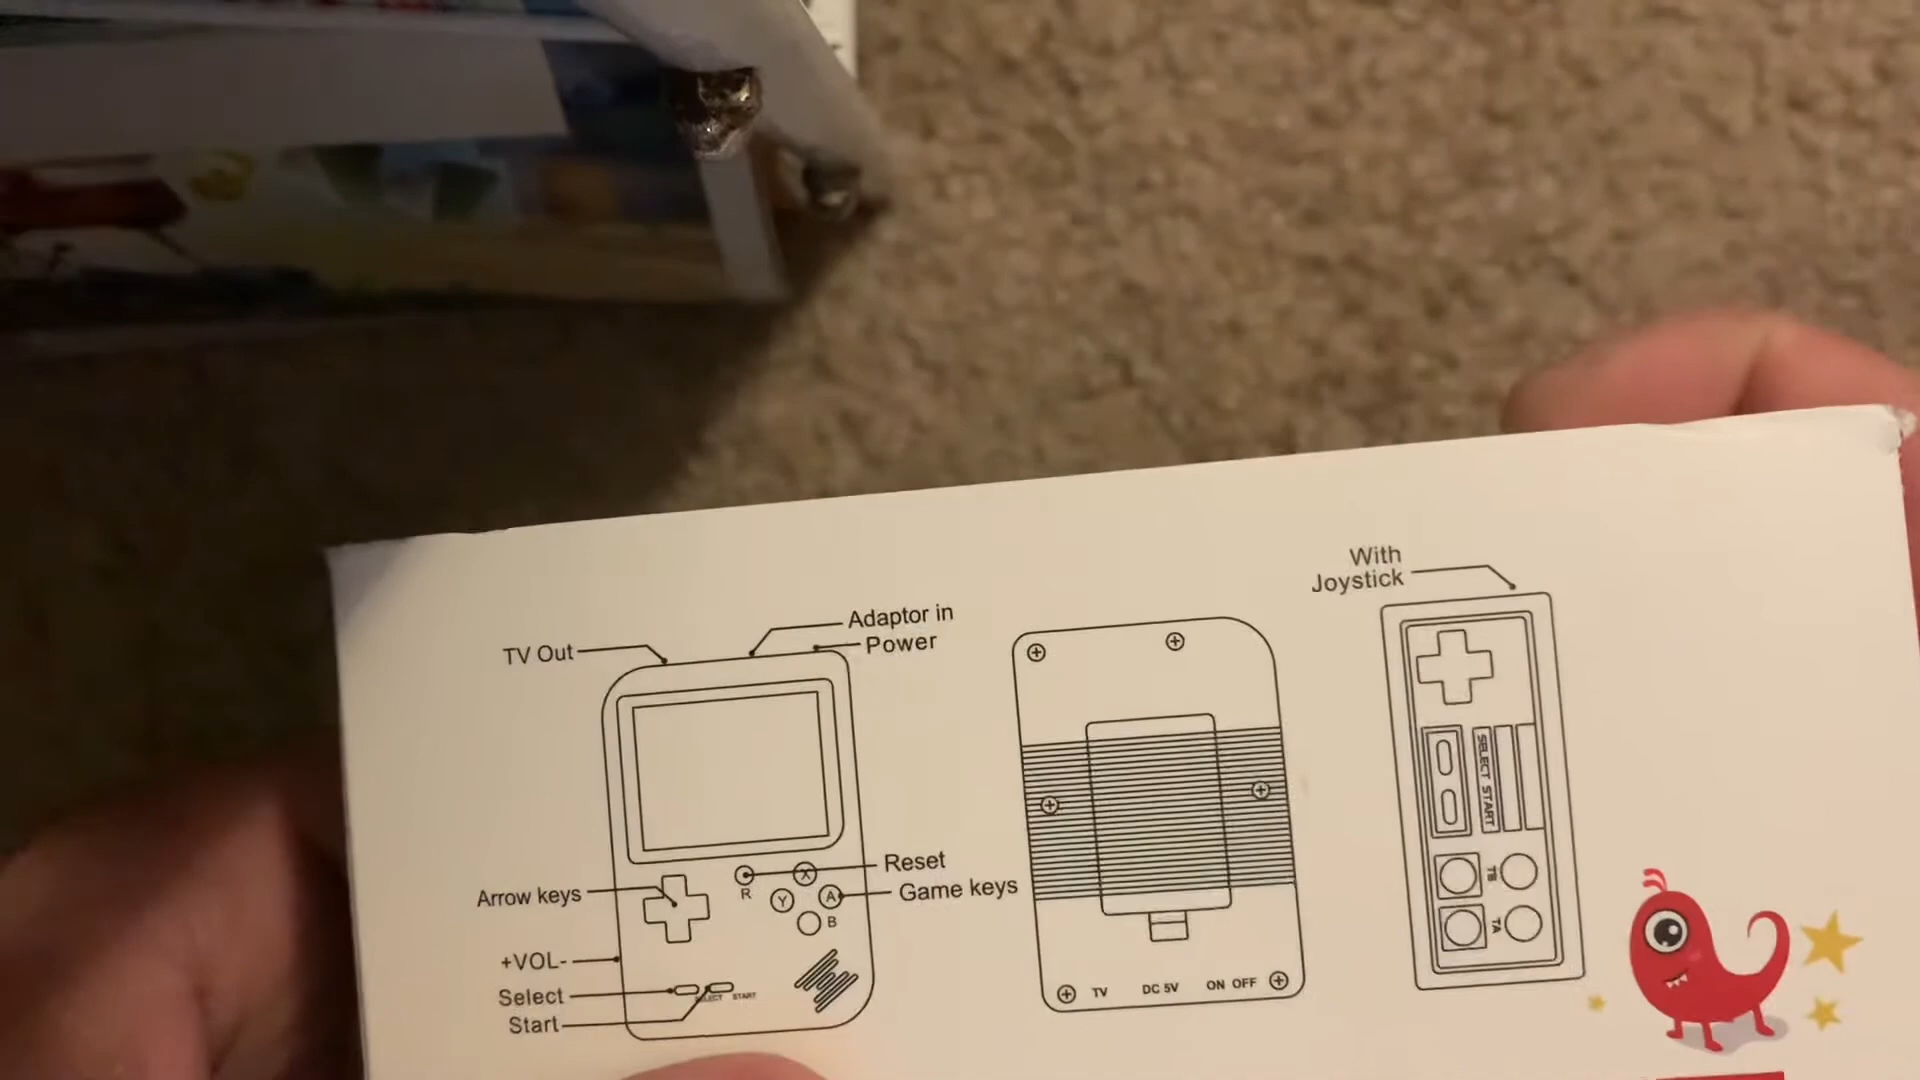 With
Joystick
TV Out
Adaptor in
Power
Reset
Game keys
Arrow keys
+VOL-
Select
Start
R
X
Y
A
B
SELECT START
TV DC 5V ON OFF
SELECT START
TB
TA